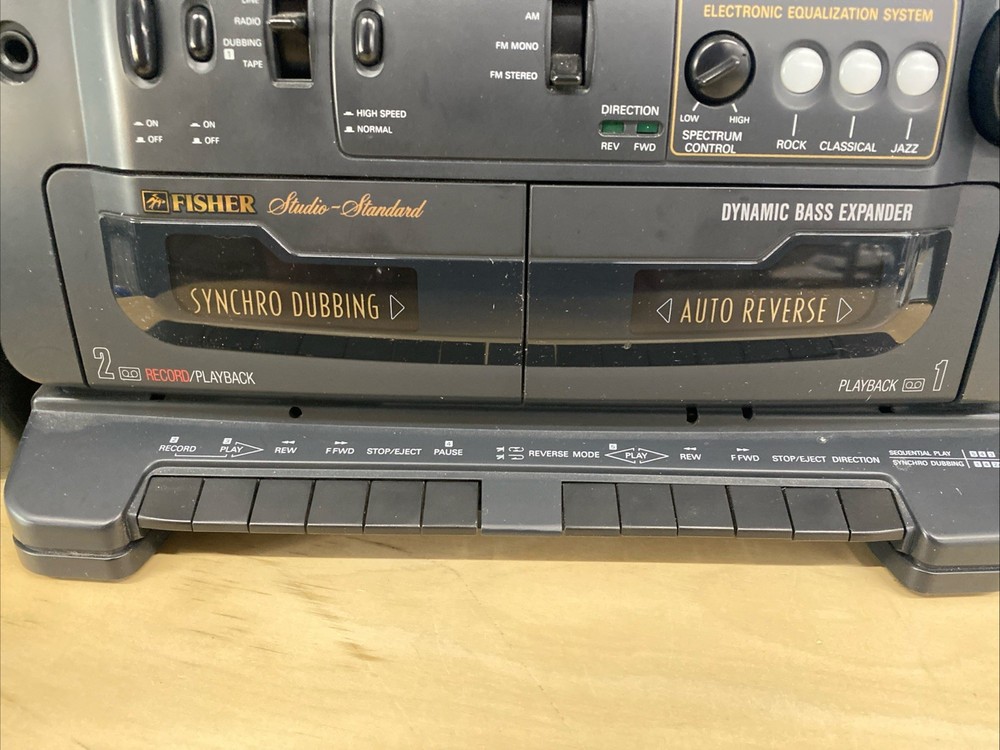 LINE
RADIO
DUBBING
1
TAPE
ON
OFF
ON
OFF
HIGH SPEED
NORMAL
AM
FM MONO
FM STEREO
DIRECTION
REV FWD
ELECTRONIC EQUALIZATION SYSTEM
LOW HIGH
SPECTRUM
CONTROL
ROCK CLASSICAL JAZZ
FISHER Studio-Standard
DYNAMIC BASS EXPANDER
SYNCHRO DUBBING
AUTO REVERSE
2 RECORD/PLAYBACK
PLAYBACK 1
RECORD PLAY REW F FWD STOP/EJECT PAUSE
REVERSE MODE PLAY REW F FWD STOP/EJECT DIRECTION
SEQUENTIAL PLAY
SYNCHRO DUBBING